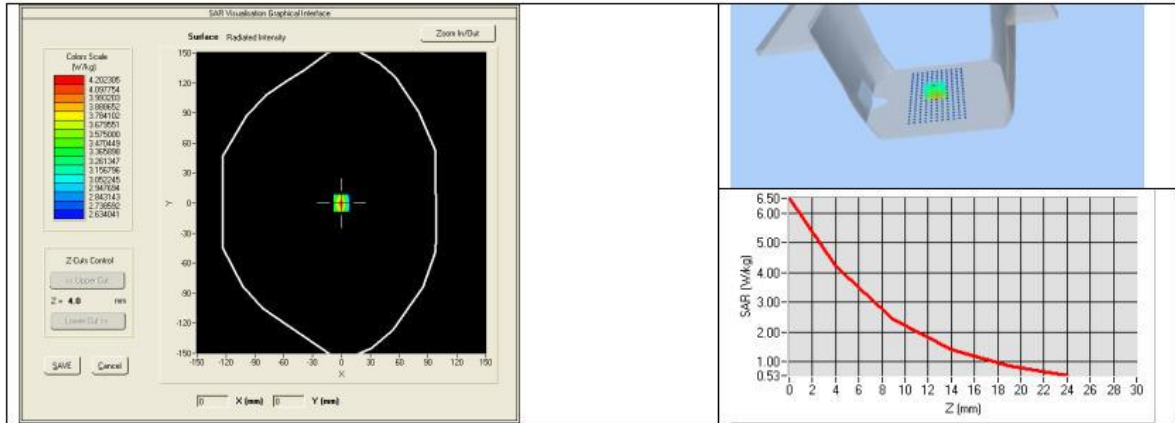 SAR Visualisation Graphical Interface
Surface Radiated Intensity
Zoom In/Out
Colors Scale
(W/kg)
4.202305
4.097754
3.993203
3.888652
3.784102
3.679551
3.575000
3.470449
3.365898
3.261347
3.156796
3.052245
2.947694
2.843143
2.738592
2.634041
Z-Cuts Control
<< Upper Cut
Z = 4.0 mm
Lower Cut >>
SAVE Cancel
150
120
90
60
30
0
-30
-60
-90
-120
-150
Y
-150 -120 -90 -60 -30 0 30 60 90 120 150
X
0 X (mm) 0 Y (mm)
6.50
6.00
5.00
4.00
3.00
2.00
1.00
0.53
SAR (W/kg)
0 2 4 6 8 10 12 14 16 18 20 22 24 26 28 30
Z (mm)